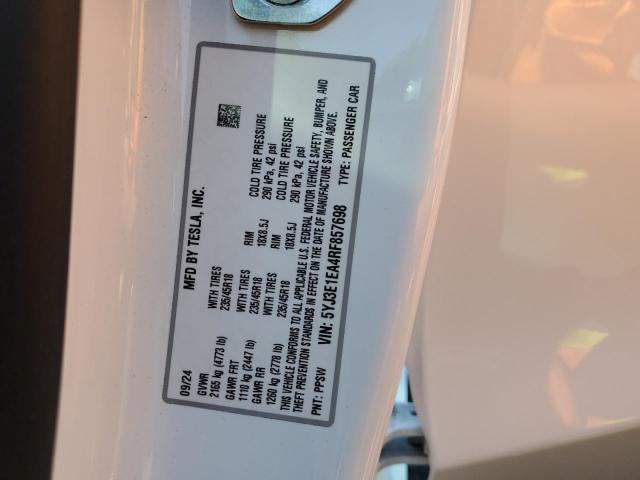 MFD BY TESLA, INC.
09/24
GVWR
2165 kg (4773 lb)
WITH TIRES
235/45R18
RIM
18X8.5J
COLD TIRE PRESSURE
290 kPa, 42 psi
GAWR FRT
1110 kg (2447 lb)
WITH TIRES
235/45R18
RIM
18X8.5J
COLD TIRE PRESSURE
290 kPa, 42 psi
GAWR RR
1260 kg (2778 lb)
WITH TIRES
235/45R18
THIS VEHICLE CONFORMS TO ALL APPLICABLE U.S. FEDERAL MOTOR VEHICLE SAFETY, BUMPER, AND
THEFT PREVENTION STANDARDS IN EFFECT ON THE DATE OF MANUFACTURE SHOWN ABOVE.
PNT: PPSW VIN: 5YJ3E1EA4RF857698 TYPE: PASSENGER CAR